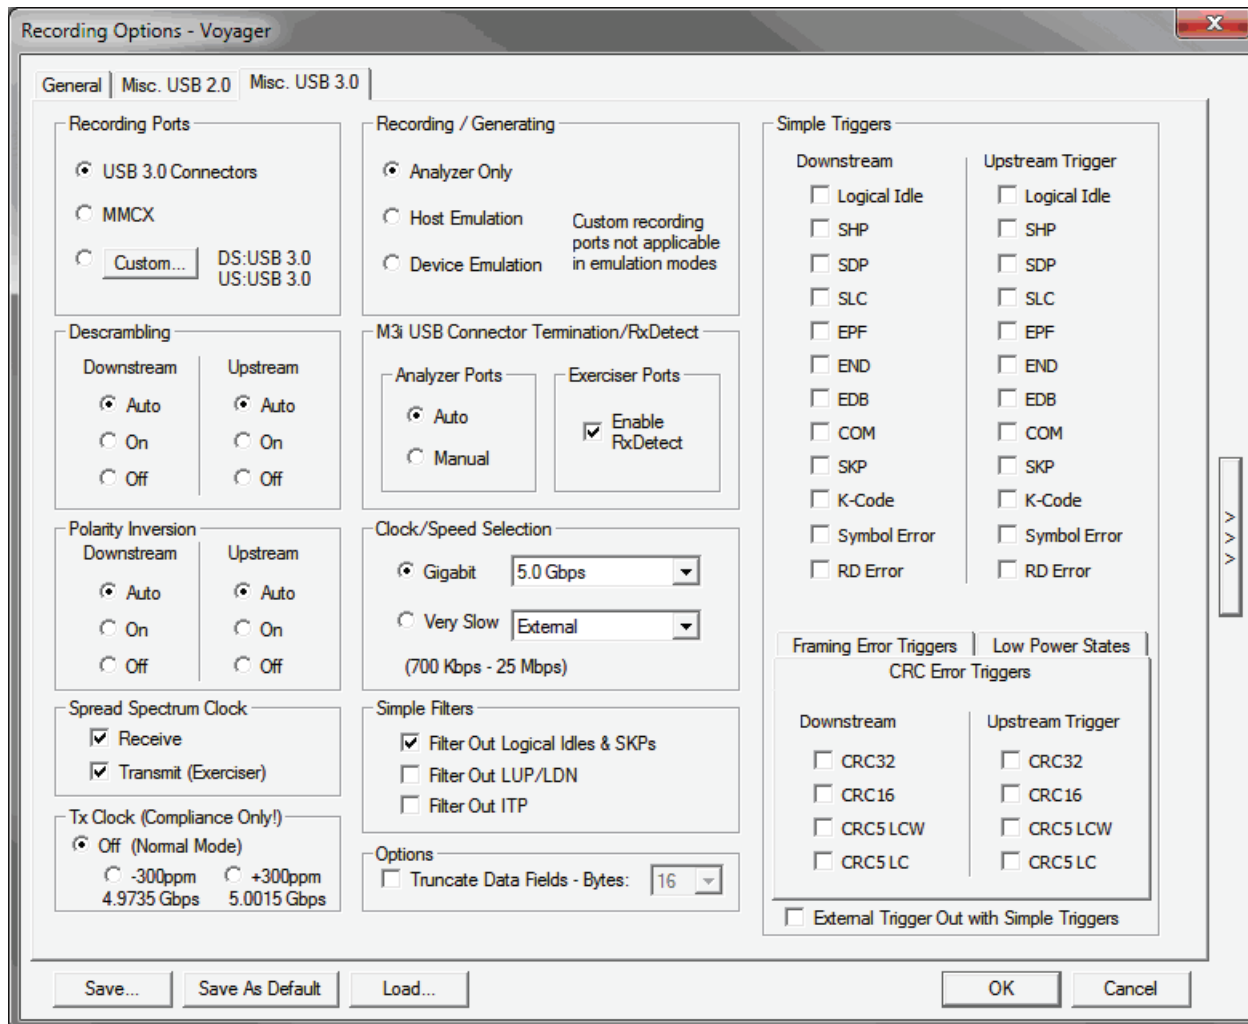 Recording Options - Voyager
General
Misc. USB 2.0
Misc. USB 3.0
Recording Ports
USB 3.0 Connectors
MMCX
Custom...
DS:USB 3.0
US:USB 3.0
Recording / Generating
Analyzer Only
Host Emulation
Device Emulation
Custom recording
ports not applicable
in emulation modes
Descrambling
Downstream
Auto
On
Off
Upstream
Auto
On
Off
M3i USB Connector Termination/RxDetect
Analyzer Ports
Auto
Manual
Exerciser Ports
Enable
RxDetect
Polarity Inversion
Downstream
Auto
On
Off
Upstream
Auto
On
Off
Clock/Speed Selection
Gigabit
5.0 Gbps
Very Slow
External
(700 Kbps - 25 Mbps)
Spread Spectrum Clock
Receive
Transmit (Exerciser)
Simple Filters
Filter Out Logical Idles & SKPs
Filter Out LUP/LDN
Filter Out ITP
Tx Clock (Compliance Only!)
Off (Normal Mode)
-300ppm
4.9735 Gbps
+300ppm
5.0015 Gbps
Options
Truncate Data Fields - Bytes:
16
Simple Triggers
Downstream
Logical Idle
SHP
SDP
SLC
EPF
END
EDB
COM
SKP
K-Code
Symbol Error
RD Error
Upstream Trigger
Logical Idle
SHP
SDP
SLC
EPF
END
EDB
COM
SKP
K-Code
Symbol Error
RD Error
Framing Error Triggers
Low Power States
CRC Error Triggers
Downstream
CRC32
CRC16
CRC5 LCW
CRC5 LC
Upstream Trigger
CRC32
CRC16
CRC5 LCW
CRC5 LC
External Trigger Out with Simple Triggers
>
>
>
Save...
Save As Default
Load...
OK
Cancel